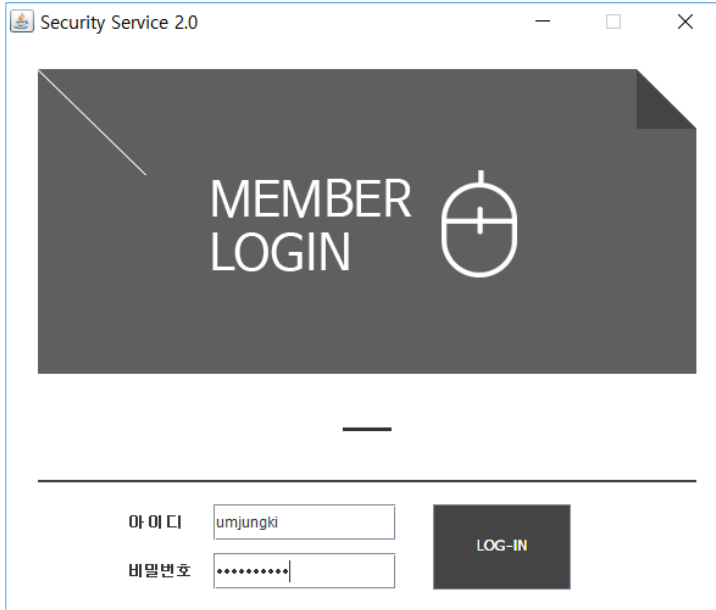 Security Service 2.0
MEMBER
LOGIN
아이디
umjungki
비밀번호
••••••••••
LOG-IN